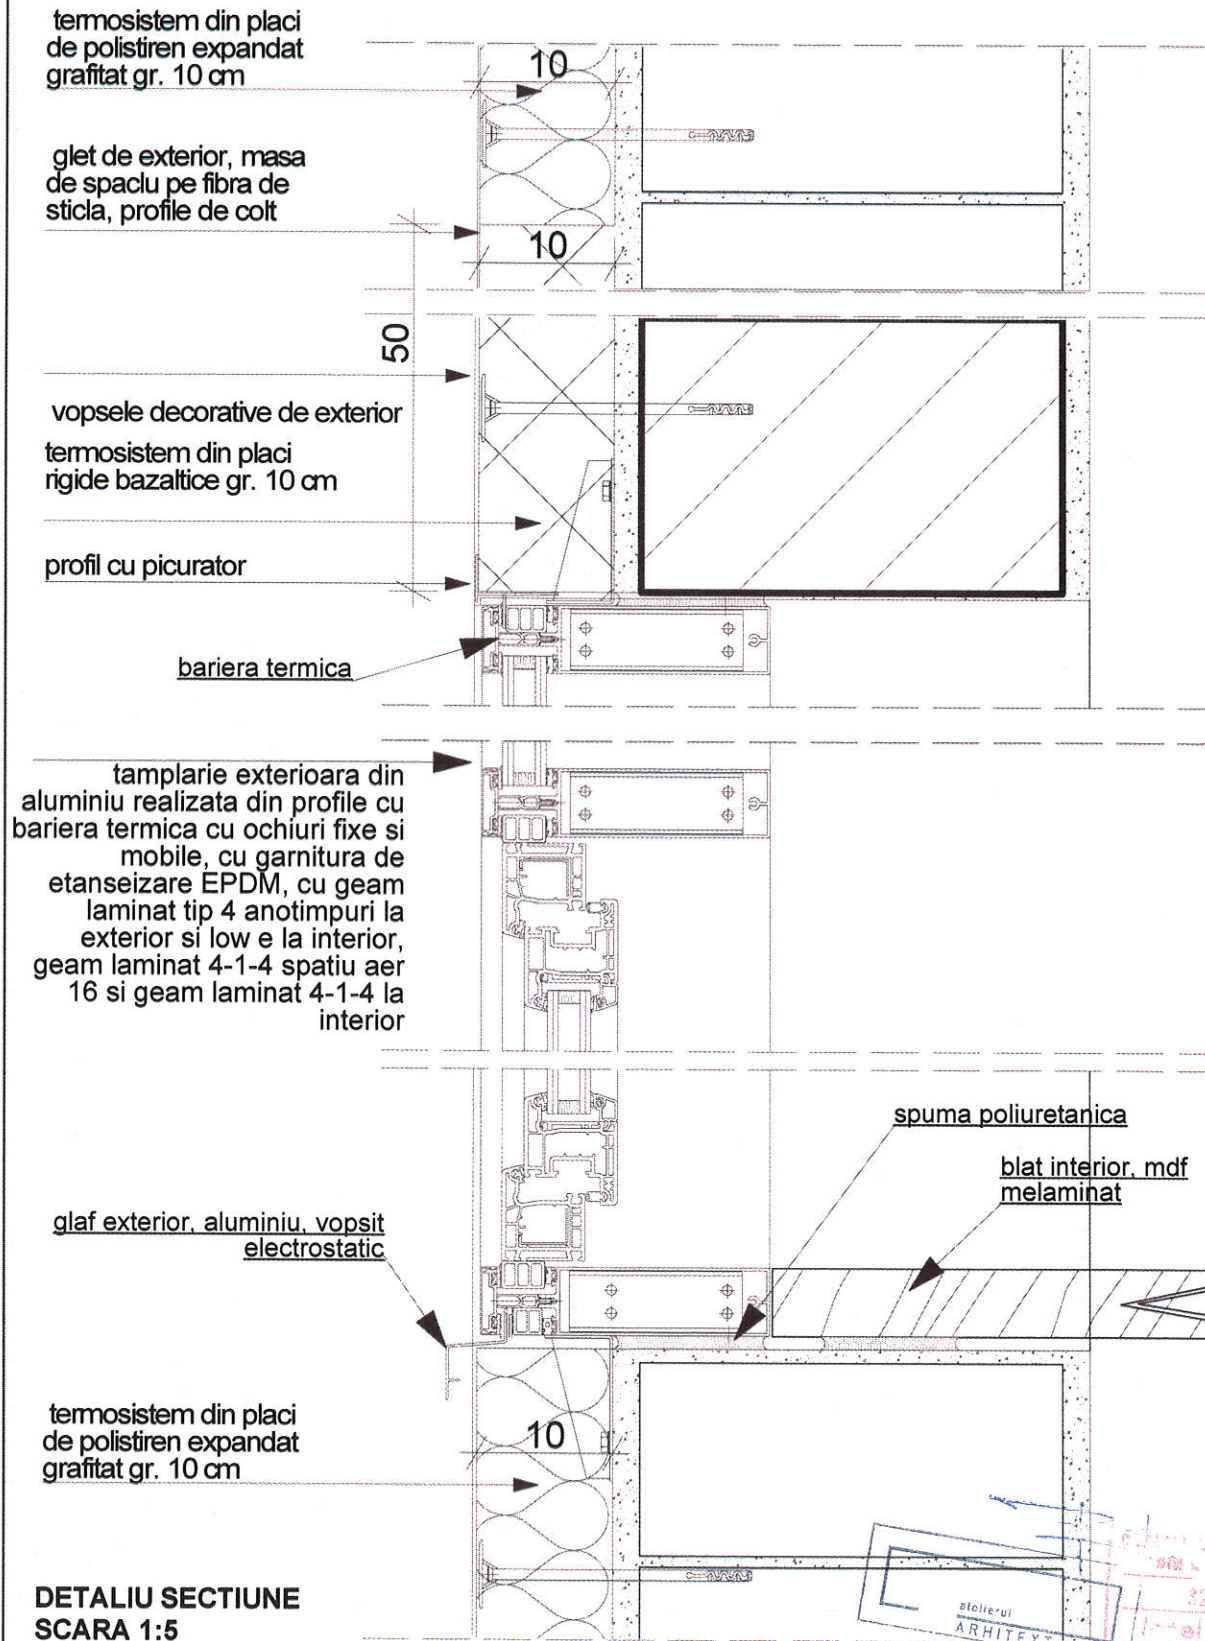 termosistem din placi
de polistiren expandat
grafitat gr. 10 cm
10
glet de exterior, masa
de spaclu pe fibra de
sticla, profile de colt
10
50
vopsele decorative de exterior
termosistem din placi
rigide bazaltice gr. 10 cm
profil cu picurator
bariera termica
tamplarie exterioara din
aluminiu realizata din profile cu
bariera termica cu ochiuri fixe si
mobile, cu garnitura de
etanseizare EPDM, cu geam
laminat tip 4 anotimpuri la
exterior si low e la interior,
geam laminat 4-1-4 spatiu aer
16 si geam laminat 4-1-4 la
interior
spuma poliuretanica
blat interior, mdf
melaminat
glaf exterior, aluminiu, vopsit
electrostatic
termosistem din placi
de polistiren expandat
grafitat gr. 10 cm
10
DETALIU SECTIUNE
SCARA 1:5
atelierul
ARHITEXT